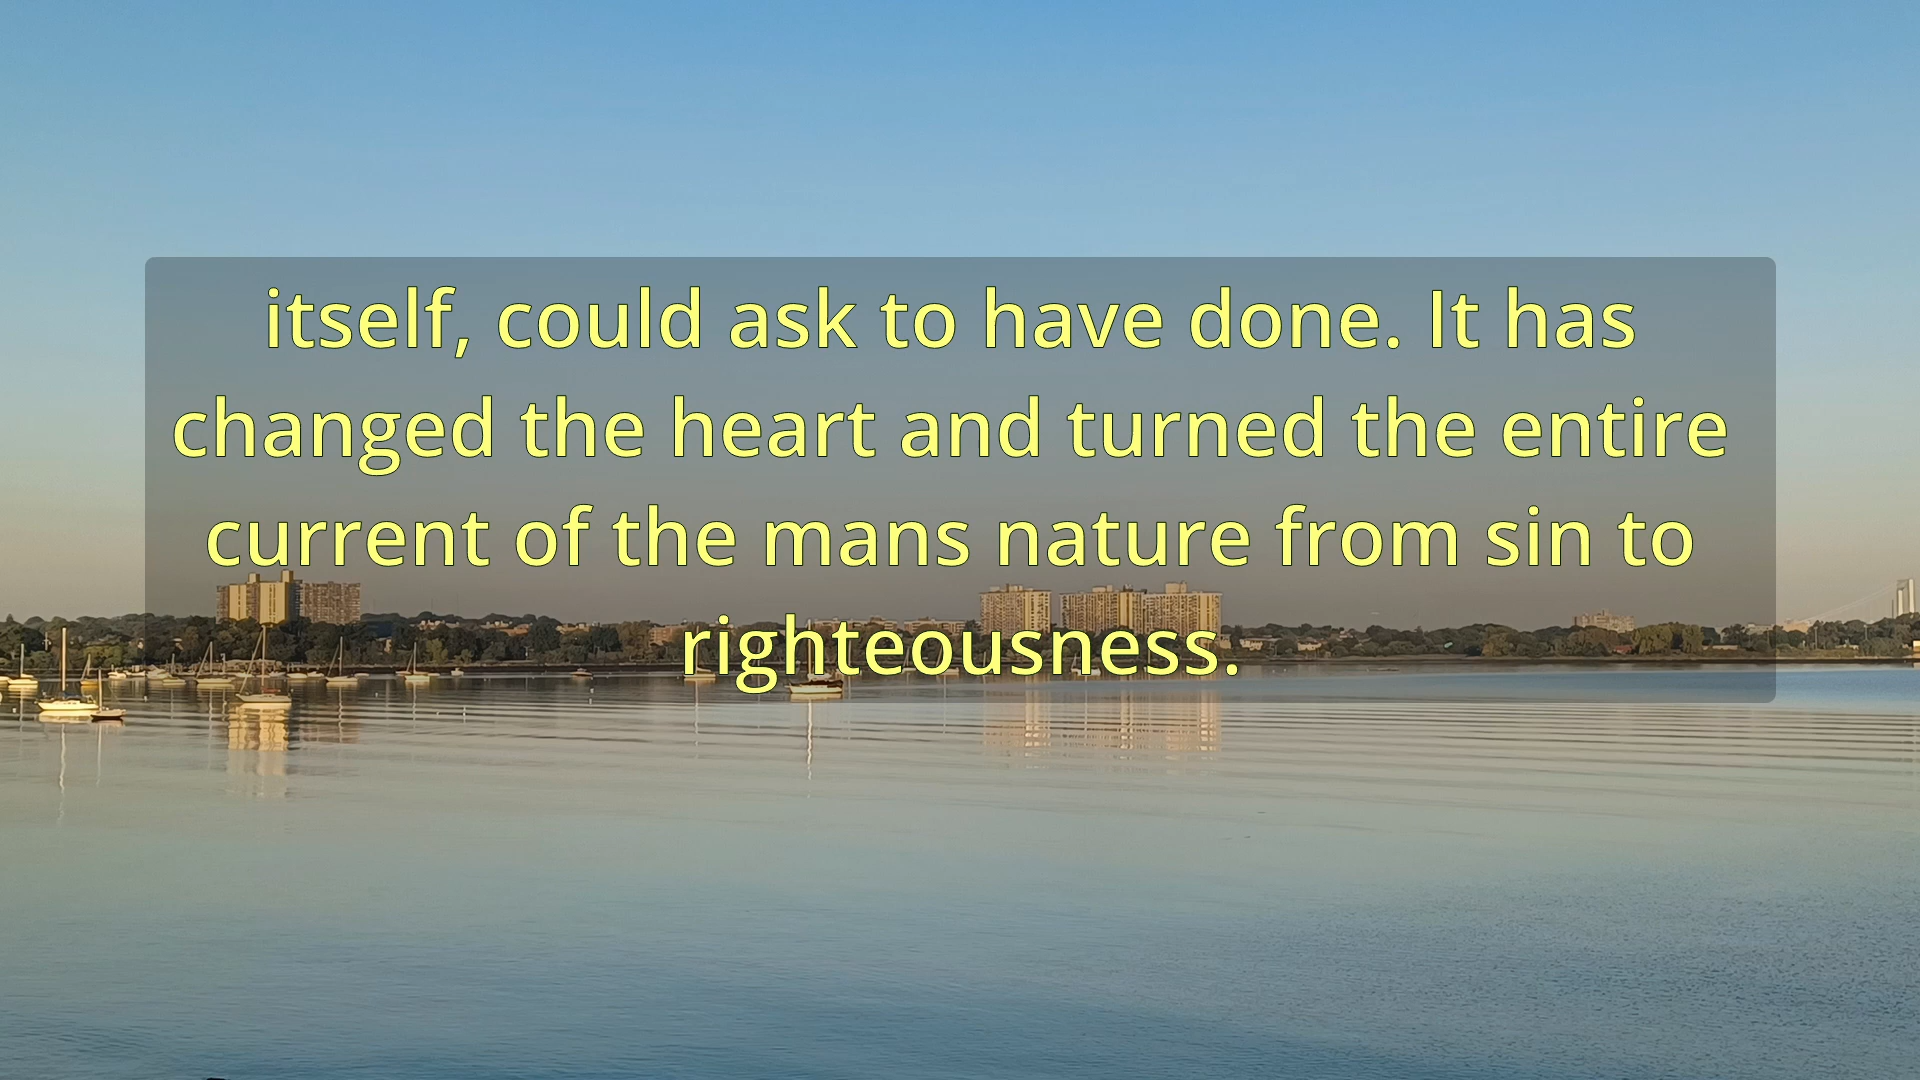 itself, could ask to have done. It has
changed the heart and turned the entire
current of the mans nature from sin to
righteousness.